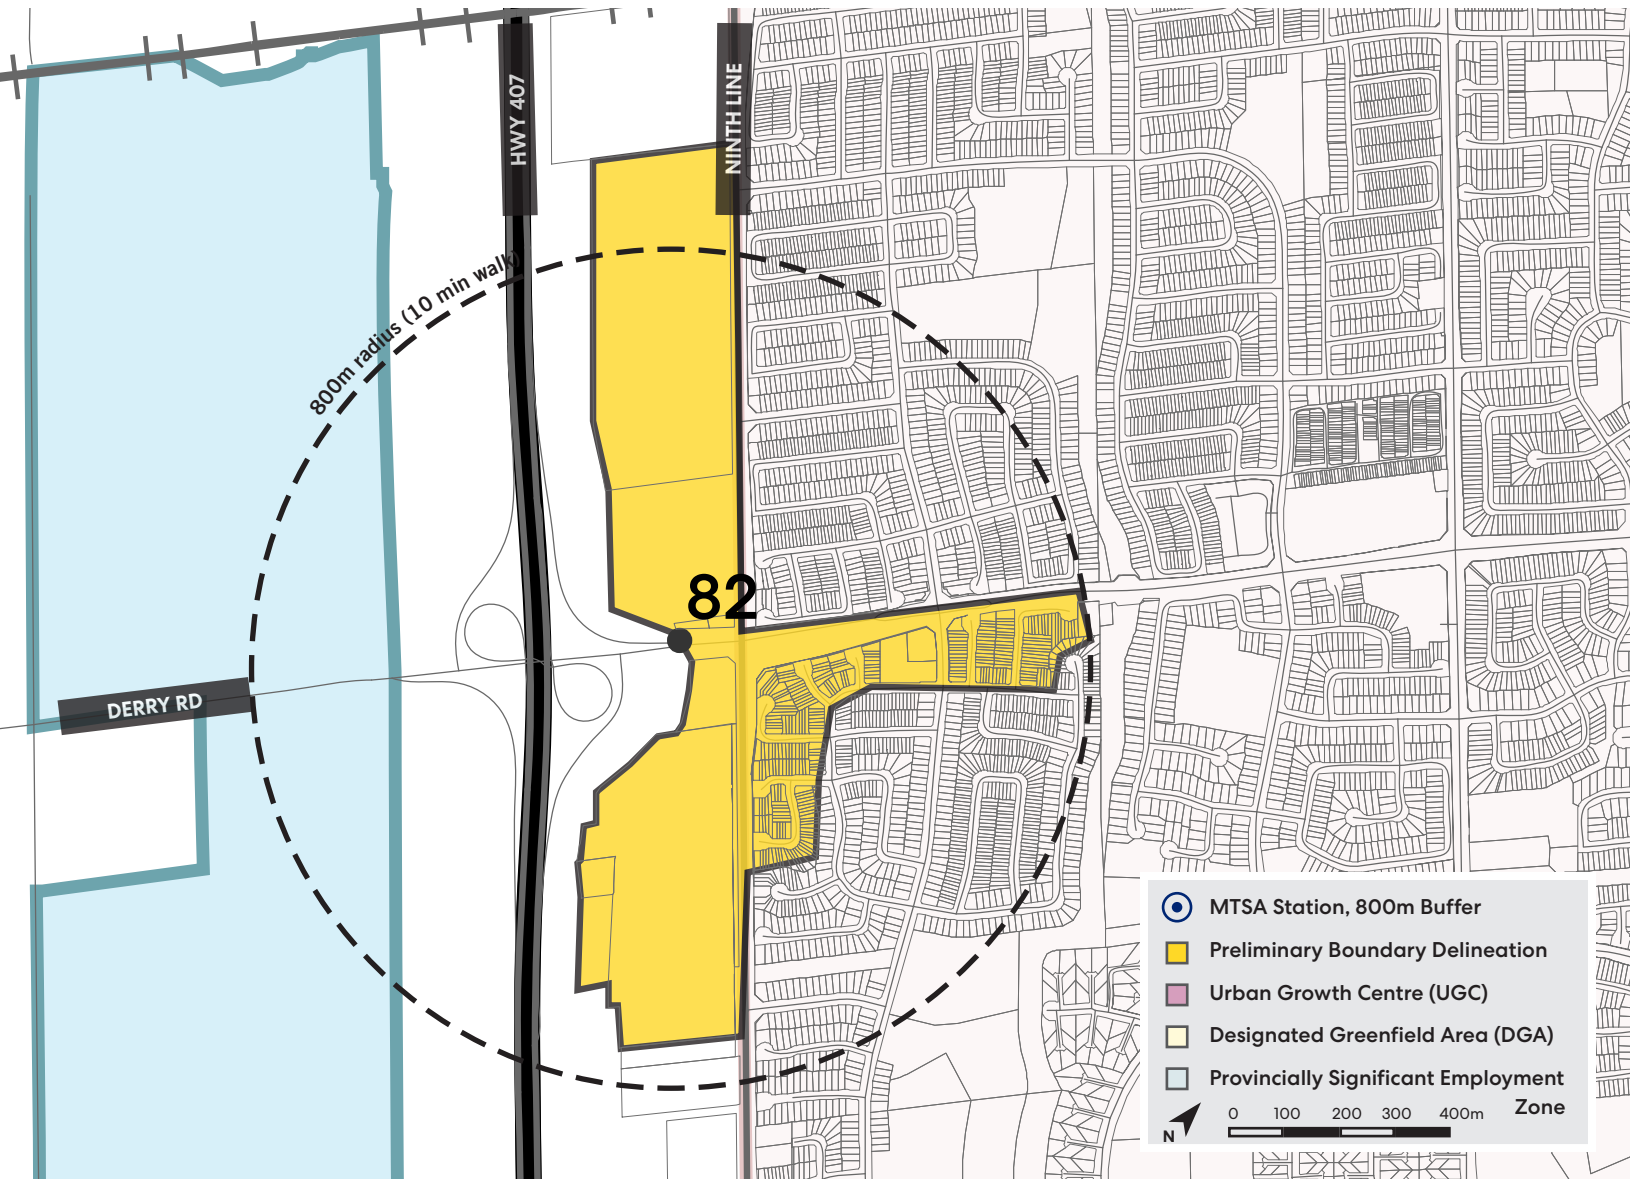 HWY 407
NINTH LINE
800m radius (10 min walk)
82
DERRY RD
MTSA Station, 800m Buffer
Preliminary Boundary Delineation
Urban Growth Centre (UGC)
Designated Greenfield Area (DGA)
Provincially Significant Employment
Zone
0 100 200 300 400m
N